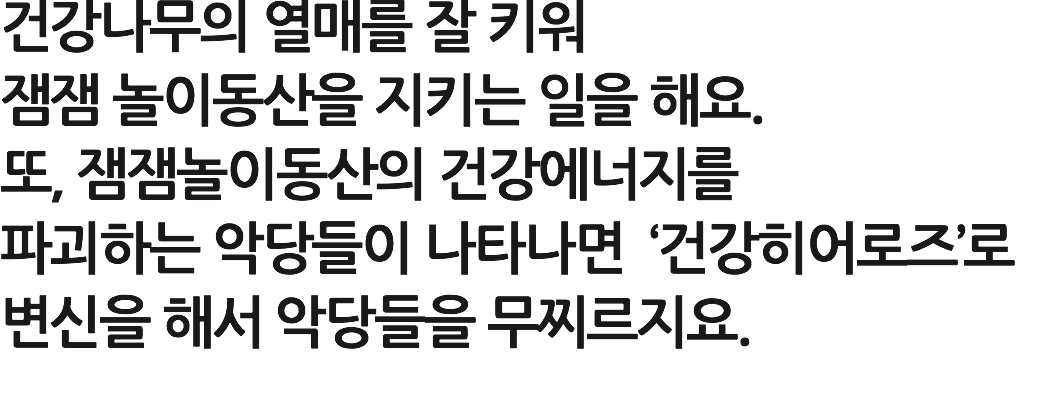 건강나무의 열매를 잘 키워
잼잼 놀이동산을 지키는 일을 해요.
또, 잼잼놀이동산의 건강에너지를
파괴하는 악당들이 나타나면 ‘건강히어로즈’로
변신을 해서 악당들을 무찌르지요.